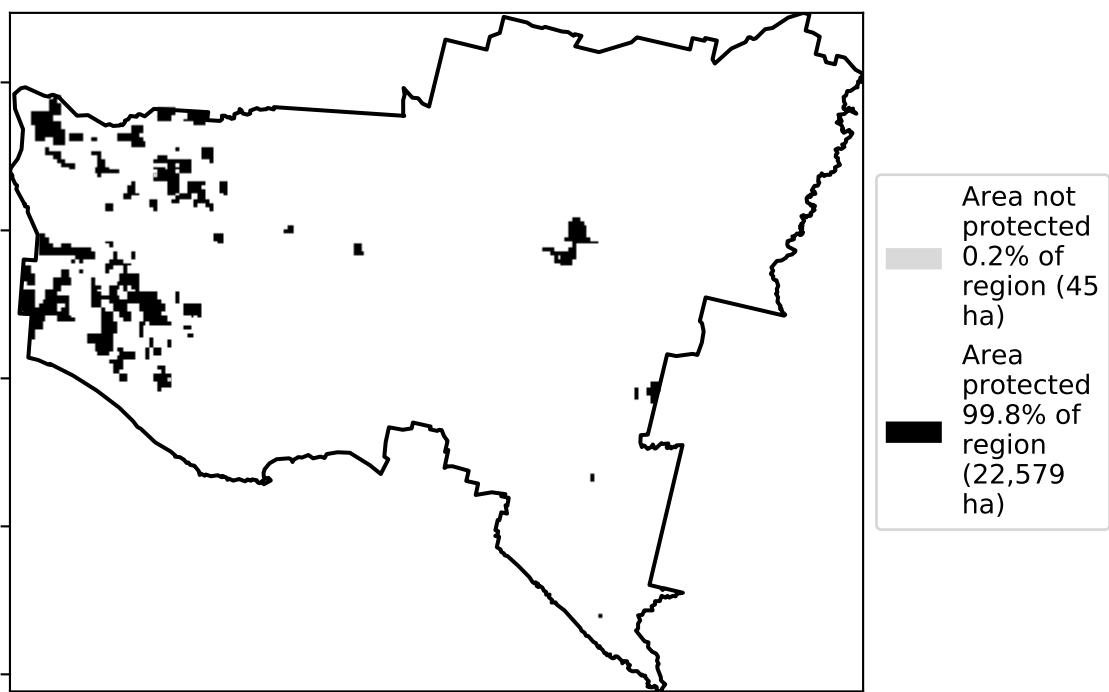 Area not
protected
0.2% of
region (45
ha)
Area
protected
99.8% of
region
(22,579
ha)